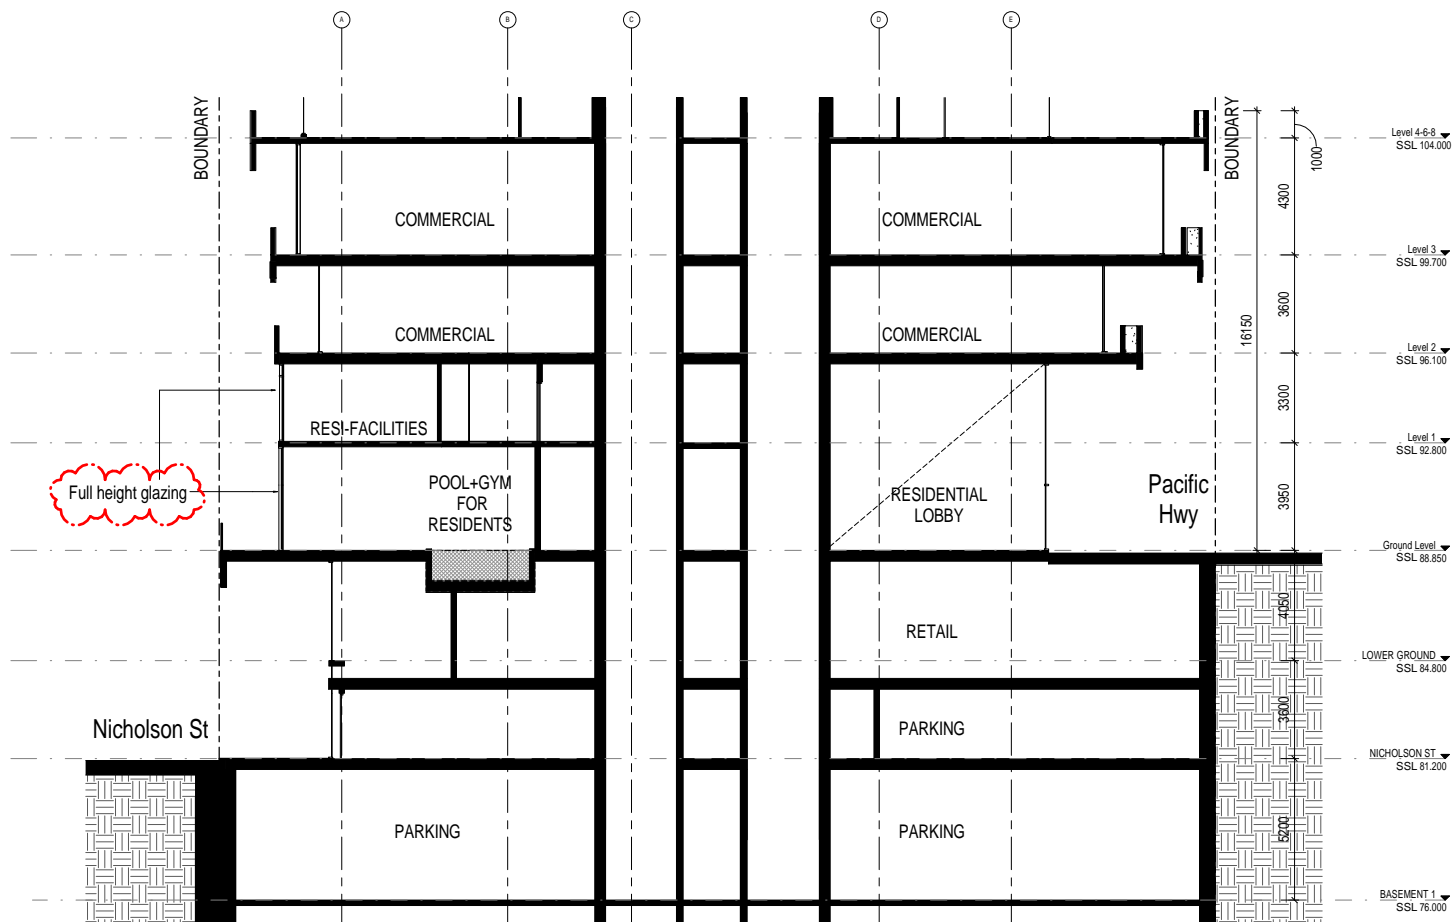 A
B
C
D
E
BOUNDARY
BOUNDARY
Level 4-6-8
SSL 104.000
1000
4300
COMMERCIAL
COMMERCIAL
Level 3
SSL 99.700
3600
16150
COMMERCIAL
COMMERCIAL
Level 2
SSL 96.100
3300
RESI-FACILITIES
Level 1
SSL 92.800
Full height glazing
POOL+GYM
FOR
RESIDENTS
RESIDENTIAL
LOBBY
Pacific
Hwy
3950
Ground Level
SSL 88.850
4050
RETAIL
LOWER GROUND
SSL 84.800
3600
Nicholson St
PARKING
NICHOLSON ST
SSL 81.200
5200
PARKING
PARKING
BASEMENT 1
SSL 76.000